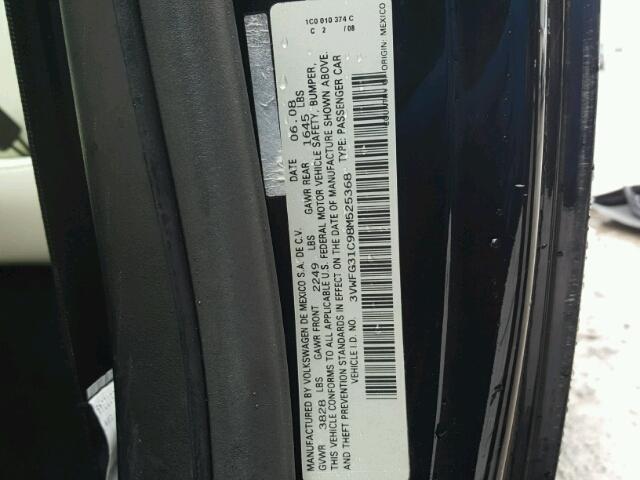 MANUFACTURED BY VOLKSWAGEN DE MEXICO S.A. DE C.V. DATE 06.08
GVWR 3828 LBS GAWR FRONT 2249 LBS GAWR REAR 1645 LBS
THIS VEHICLE CONFORMS TO ALL APPLICABLE U.S. FEDERAL MOTOR VEHICLE SAFETY, BUMPER,
AND THEFT PREVENTION STANDARDS IN EFFECT ON THE DATE OF MANUFACTURE SHOWN ABOVE.
VEHICLE I.D. NO. 3VWFG31C98M525368 TYPE: PASSENGER CAR
1C0 010 374 C
C 2 /08
ORIGIN: MEXICO